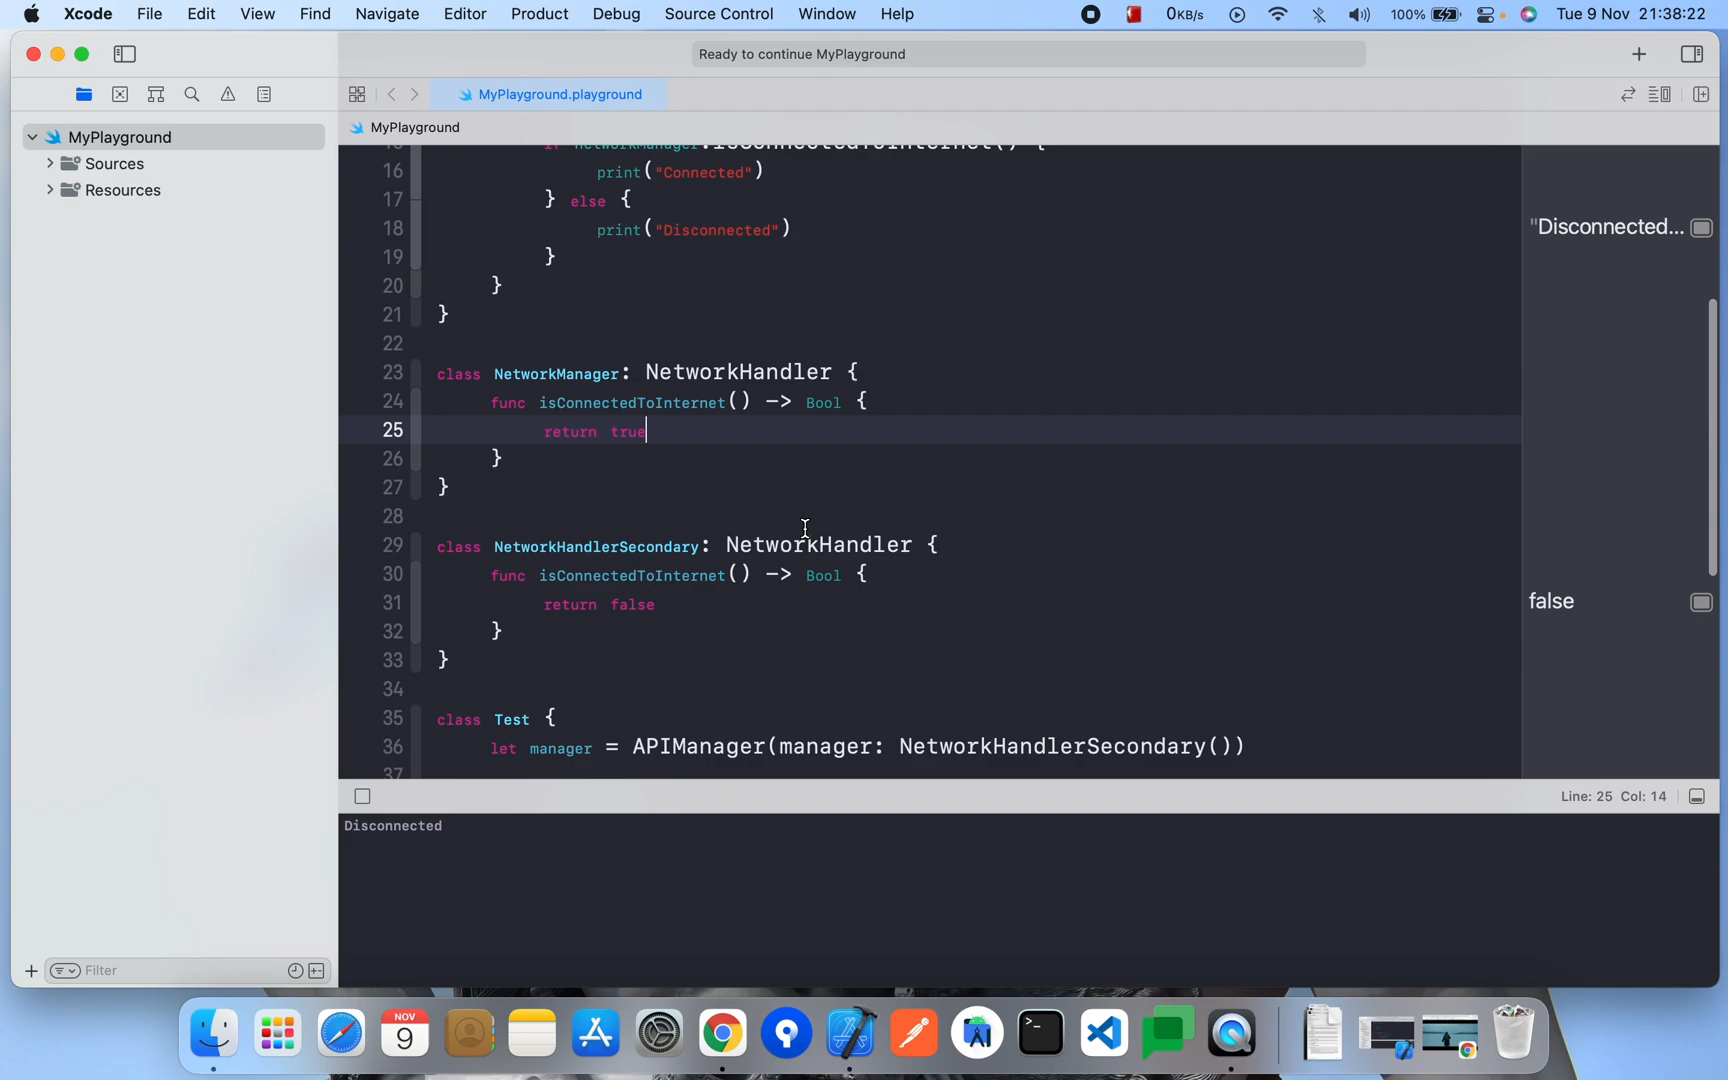 Xcode File Edit View Find Navigate Editor Product Debug Source Control Window Help 0KB/s 100% Tue 9 Nov 21:38:22
Ready to continue MyPlayground
MyPlayground.playground
MyPlayground
MyPlayground
Sources
Resources
16 print("Connected")
17 } else {
18 print("Disconnected")
"Disconnected...
19 }
20 }
21 }
22
23 class NetworkManager: NetworkHandler {
24 func isConnectedToInternet() -> Bool {
25 return true
26 }
27 }
28
29 class NetworkHandlerSecondary: NetworkHandler {
30 func isConnectedToInternet() -> Bool {
31 return false
false
32 }
33 }
34
35 class Test {
36 let manager = APIManager(manager: NetworkHandlerSecondary())
37
Line: 25 Col: 14
Disconnected
Filter
NOV
9